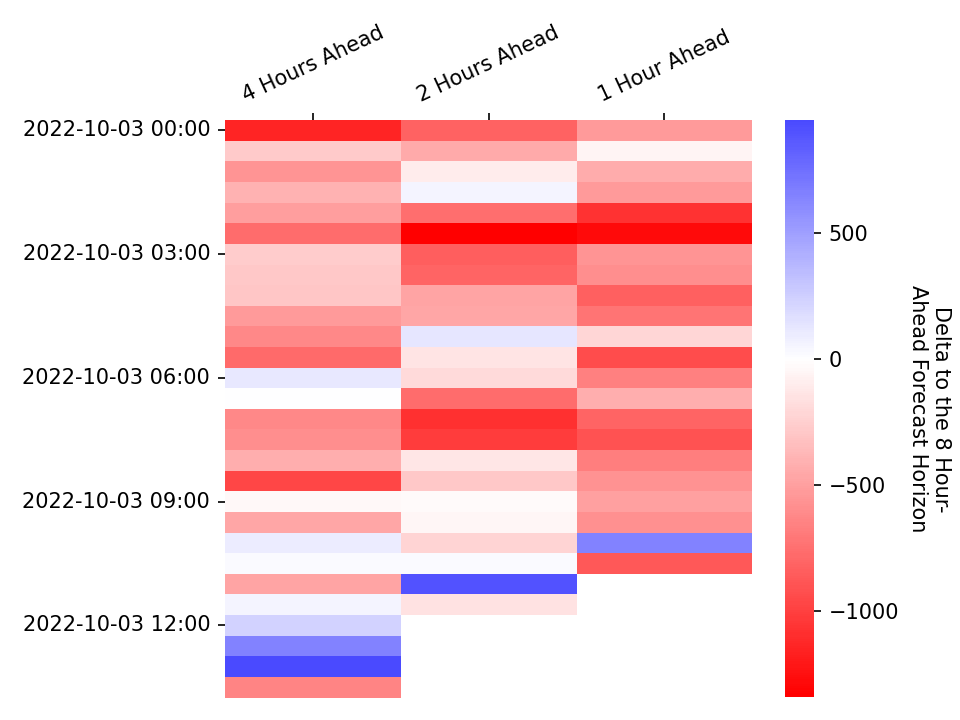 4 Hours Ahead
2 Hours Ahead
1 Hour Ahead
2022-10-03 00:00
2022-10-03 03:00
2022-10-03 06:00
2022-10-03 09:00
2022-10-03 12:00
500
0
−500
−1000
Delta to the 8 Hour-
Ahead Forecast Horizon